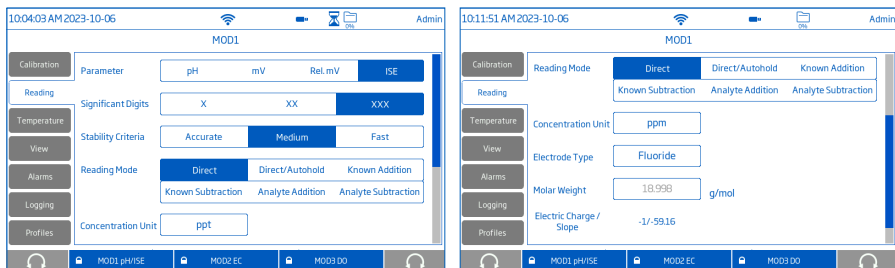 10:04:03 AM 2023-10-06 0% Admin
MOD1
Calibration
Reading
Temperature
View
Alarms
Logging
Profiles
Parameter pH mV Rel. mV ISE
Significant Digits X XX XXX
Stability Criteria Accurate Medium Fast
Reading Mode Direct Direct/Autohold Known Addition
Known Subtraction Analyte Addition Analyte Subtraction
Concentration Unit ppt
MOD1 pH/ISE MOD2 EC MOD3 DO
10:11:51 AM 2023-10-06 0% Admin
MOD1
Calibration
Reading
Temperature
View
Alarms
Logging
Profiles
Reading Mode Direct Direct/Autohold Known Addition
Known Subtraction Analyte Addition Analyte Subtraction
Concentration Unit ppm
Electrode Type Fluoride
Molar Weight 18.998 g/mol
Electric Charge /
Slope -1/-59.16
MOD1 pH/ISE MOD2 EC MOD3 DO